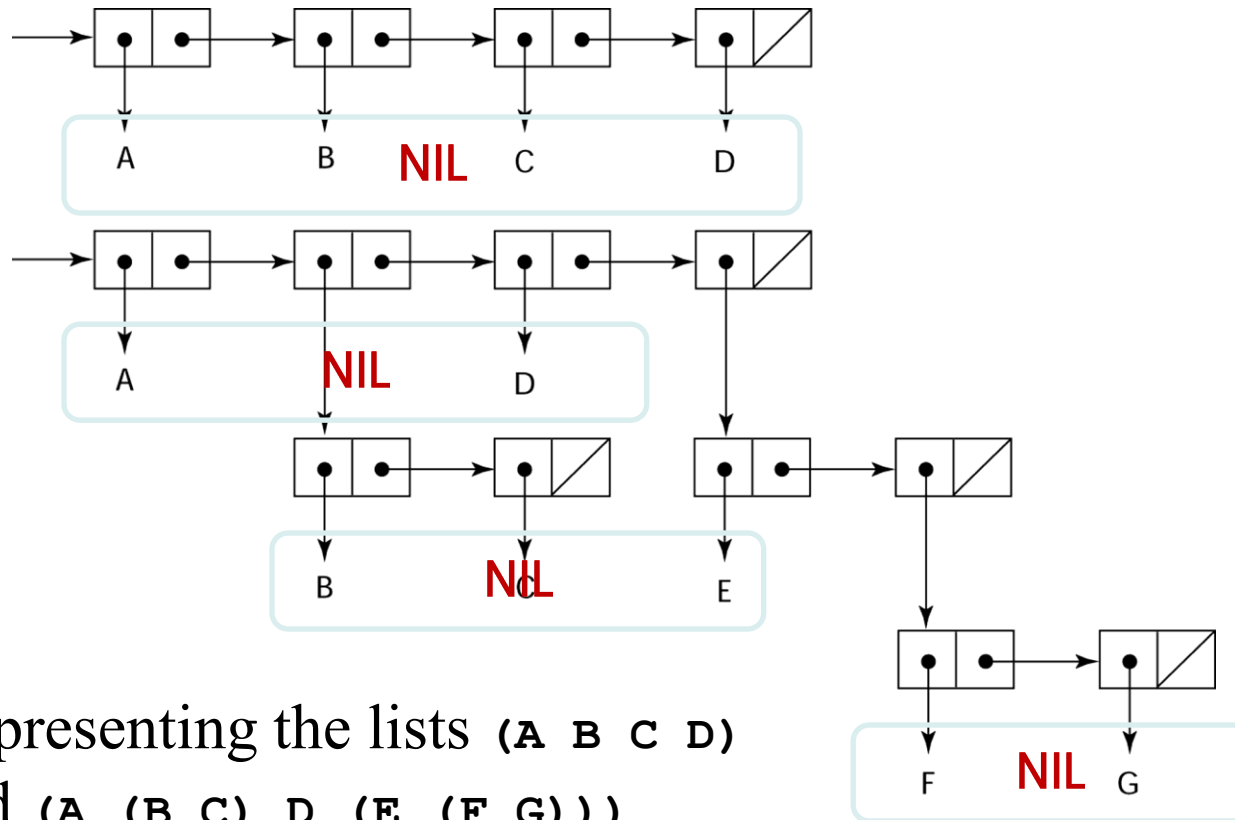 A B NIL C D
A NIL D
B NIL C E
presenting the lists (A B C D)
(A (B C) D (E (F G)))
F NIL G